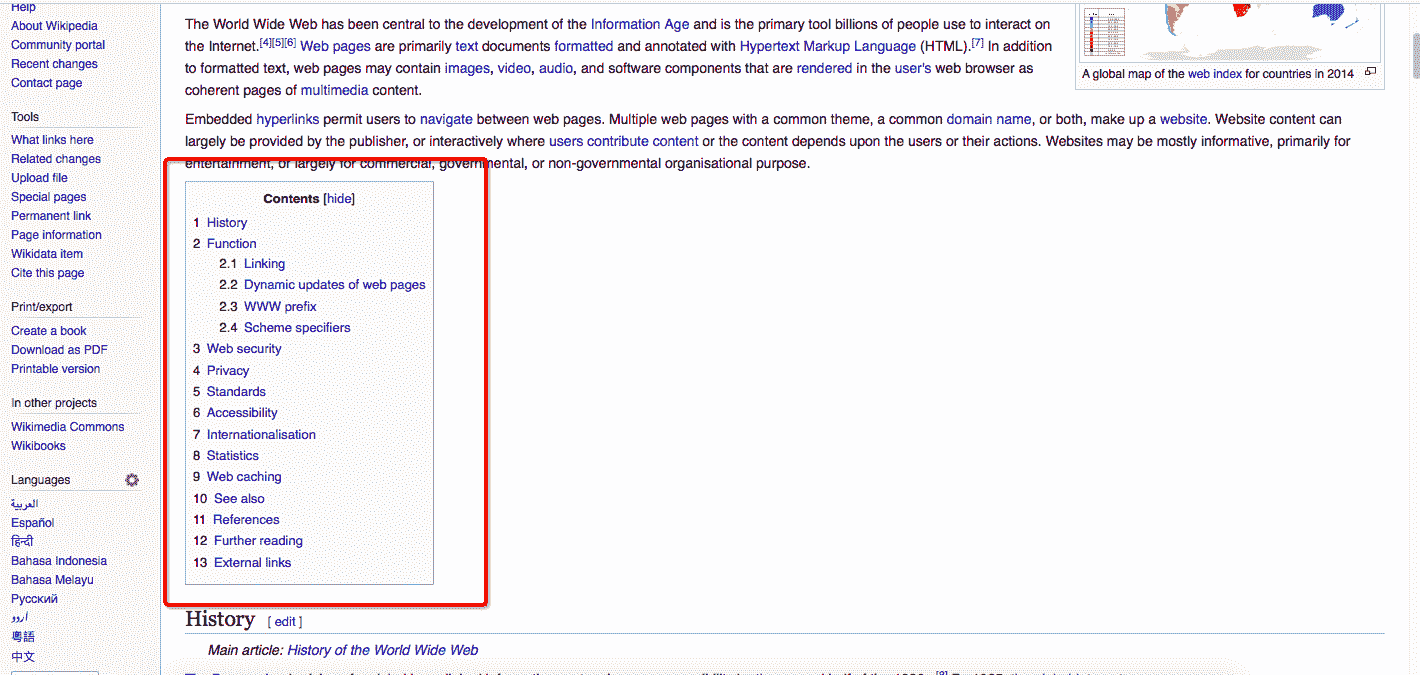 Help
About Wikipedia
Community portal
Recent changes
Contact page
Tools
What links here
Related changes
Upload file
Special pages
Permanent link
Page information
Wikidata item
Cite this page
Print/export
Create a book
Download as PDF
Printable version
In other projects
Wikimedia Commons
Wikibooks
Languages
العربية
Español
हिन्दी
Bahasa Indonesia
Bahasa Melayu
Русский
اردو
粵語
中文
The World Wide Web has been central to the development of the Information Age and is the primary tool billions of people use to interact on
the Internet.[4][5][6] Web pages are primarily text documents formatted and annotated with Hypertext Markup Language (HTML).[7] In addition
to formatted text, web pages may contain images, video, audio, and software components that are rendered in the user's web browser as
coherent pages of multimedia content.
Embedded hyperlinks permit users to navigate between web pages. Multiple web pages with a common theme, a common domain name, or both, make up a website. Website content can
largely be provided by the publisher, or interactively where users contribute content or the content depends upon the users or their actions. Websites may be mostly informative, primarily for
entertainment, or largely for commercial, governmental, or non-governmental organisational purpose.
A global map of the web index for countries in 2014
Contents [hide]
1 History
2 Function
2.1 Linking
2.2 Dynamic updates of web pages
2.3 WWW prefix
2.4 Scheme specifiers
3 Web security
4 Privacy
5 Standards
6 Accessibility
7 Internationalisation
8 Statistics
9 Web caching
10 See also
11 References
12 Further reading
13 External links
History [ edit ]
Main article: History of the World Wide Web